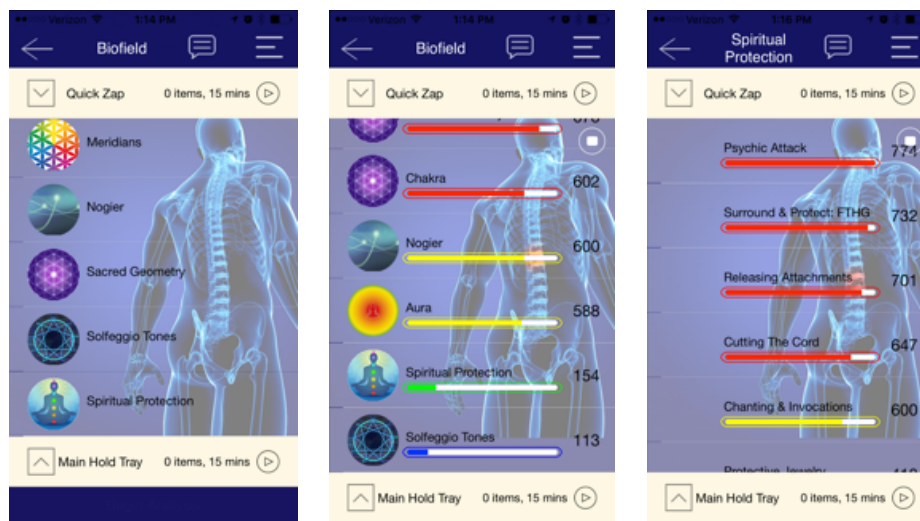 Verizon 1:14 PM
Biofield
Quick Zap 0 items, 15 mins
Meridians
Nogier
Sacred Geometry
Solfeggio Tones
Spiritual Protection
Main Hold Tray 0 items, 15 mins
Verizon 1:14 PM
Biofield
Quick Zap 0 items, 15 mins
Chakra 602
Nogier 600
Aura 588
Spiritual Protection 154
Solfeggio Tones 113
Main Hold Tray 0 items, 15 mins
Verizon 1:16 PM
Spiritual
Protection
Quick Zap 0 items, 15 mins
Psychic Attack 774
Surround & Protect: FTHG 732
Releasing Attachments 701
Cutting The Cord 647
Chanting & Invocations 600
Protective Jewelry
Main Hold Tray 0 items, 15 mins